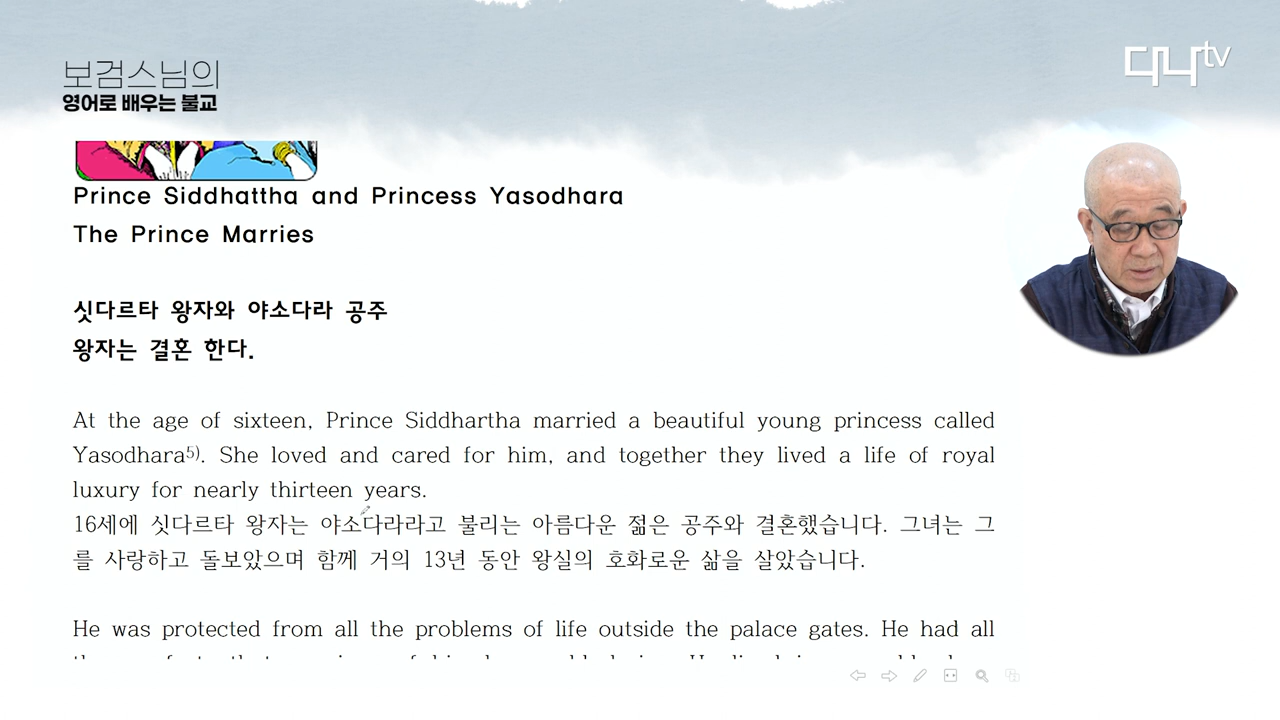 보검스님의
영어로 배우는 불교
tv
Prince Siddhattha and Princess Yasodhara
The Prince Marries
싯다르타 왕자와 야소다라 공주
왕자는 결혼 한다.
At the age of sixteen, Prince Siddhartha married a beautiful young princess called
Yasodhara5). She loved and cared for him, and together they lived a life of royal
luxury for nearly thirteen years.
16세에 싯다르타 왕자는 야소다라라고 불리는 아름다운 젊은 공주와 결혼했습니다. 그녀는 그
를 사랑하고 돌보았으며 함께 거의 13년 동안 왕실의 호화로운 삶을 살았습니다.
He was protected from all the problems of life outside the palace gates. He had all